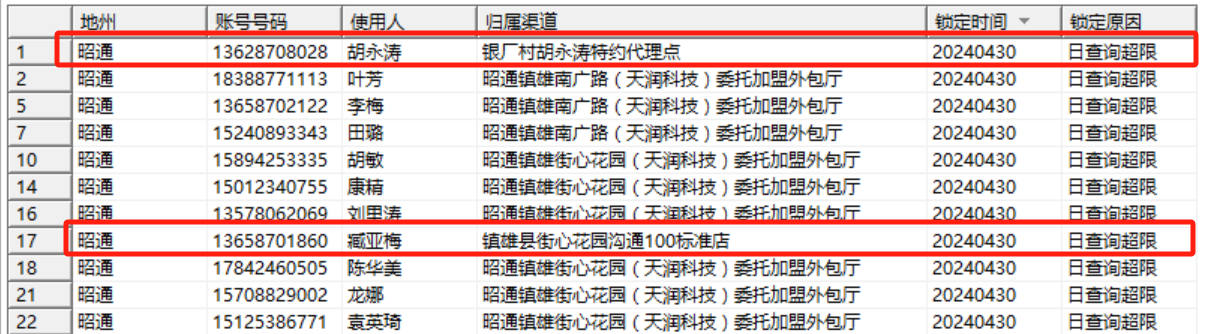 地州 账号号码 使用人 归属渠道 锁定时间 锁定原因
1 昭通 13628708028 胡永涛 银厂村胡永涛特约代理点 20240430 日查询超限
2 昭通 18388771113 叶芳 昭通镇雄南广路（天润科技）委托加盟外包厅 20240430 日查询超限
5 昭通 13658702122 李梅 昭通镇雄南广路（天润科技）委托加盟外包厅 20240430 日查询超限
7 昭通 15240893343 田璐 昭通镇雄南广路（天润科技）委托加盟外包厅 20240430 日查询超限
10 昭通 15894253335 胡敏 昭通镇雄街心花园（天润科技）委托加盟外包厅 20240430 日查询超限
14 昭通 15012340755 康精 昭通镇雄街心花园（天润科技）委托加盟外包厅 20240430 日查询超限
16 昭通 13578062069 刘里涛 昭通镇雄街心花园（天润科技）委托加盟外包厅 20240430 日查询超限
17 昭通 13658701860 臧亚梅 镇雄县街心花园沟通100标准店 20240430 日查询超限
18 昭通 17842460505 陈华美 昭通镇雄街心花园（天润科技）委托加盟外包厅 20240430 日查询超限
21 昭通 15708829002 龙娜 昭通镇雄街心花园（天润科技）委托加盟外包厅 20240430 日查询超限
22 昭通 15125386771 袁英琦 昭通镇雄街心花园（天润科技）委托加盟外包厅 20240430 日查询超限